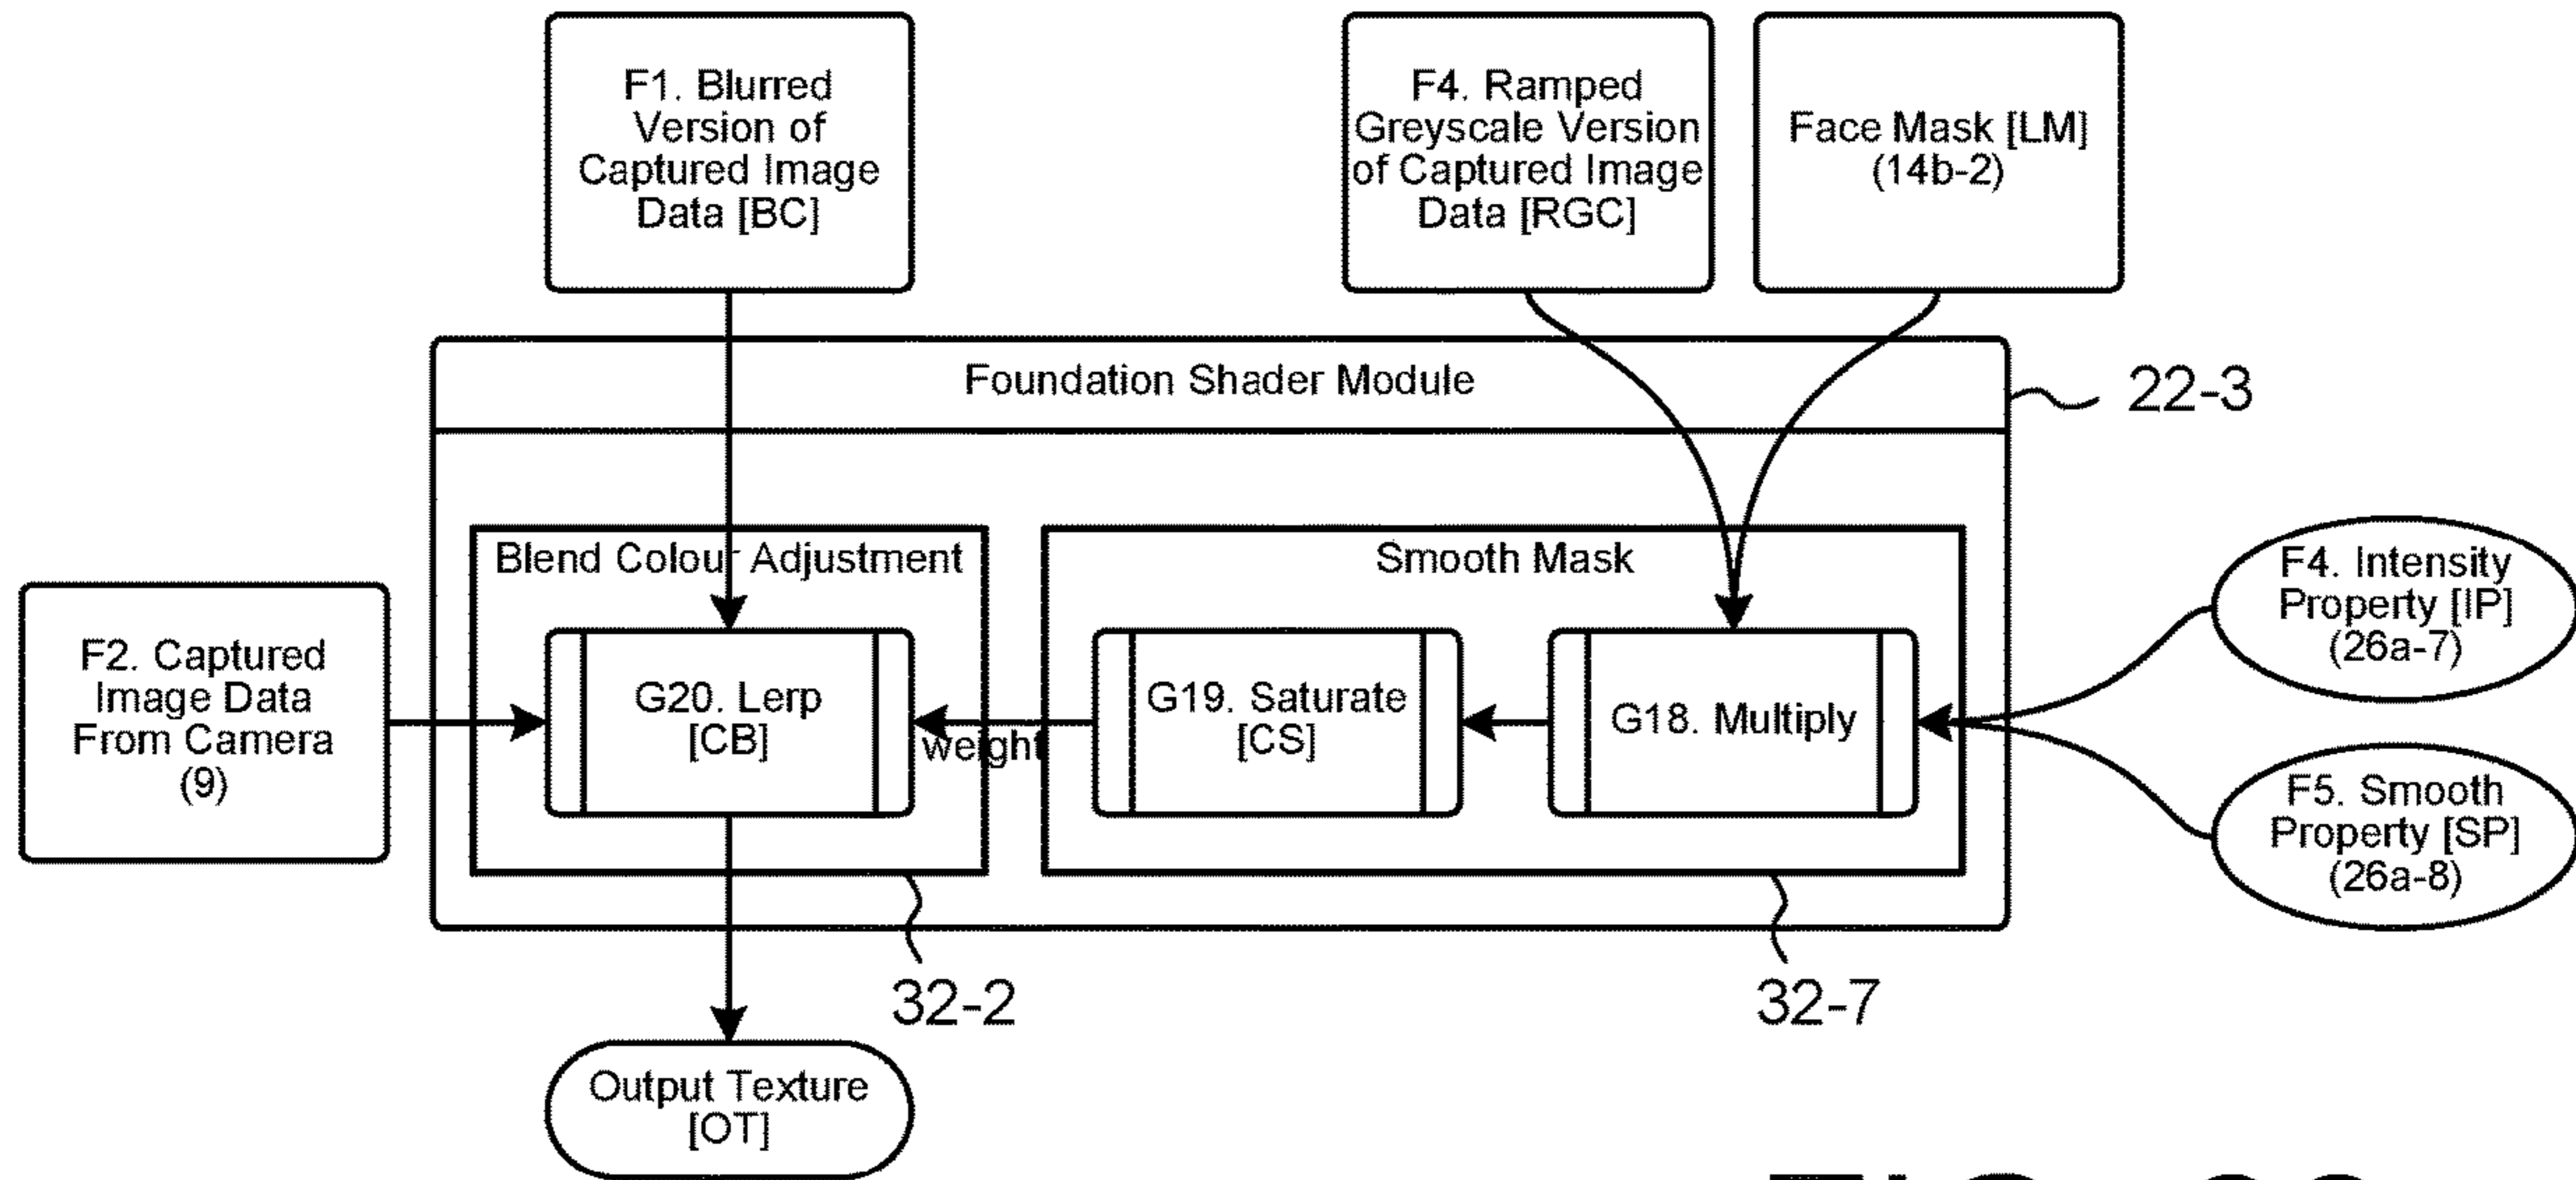 F1. Blurred
Version of
Captured Image
Data [BC]
F4. Ramped
Greyscale Version
of Captured Image
Data [RGC]
Face Mask [LM]
(14b-2)
Foundation Shader Module
22-3
Blend Colour Adjustment
Smooth Mask
F2. Captured
Image Data
From Camera
(9)
G20. Lerp
[CB]
weight
G19. Saturate
[CS]
G18. Multiply
F4. Intensity
Property [IP]
(26a-7)
F5. Smooth
Property [SP]
(26a-8)
32-2
32-7
Output Texture
[OT]